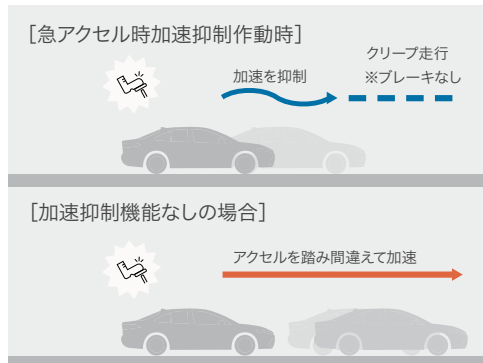 [急アクセル時加速抑制作動時]
クリープ走行
加速を抑制
※ブレーキなし
[加速抑制機能なしの場合]
アクセルを踏み間違えて加速